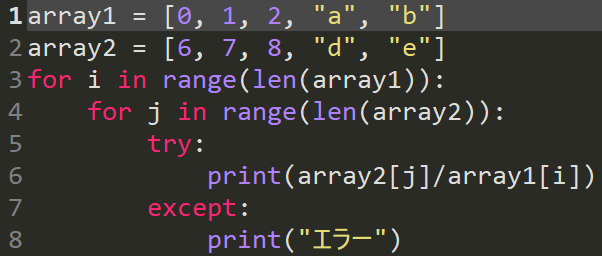 1 array1 = [0, 1, 2, "a", "b"]
2 array2 = [6, 7, 8, "d", "e"]
3 for i in range(len(array1)):
4     for j in range(len(array2)):
5         try:
6             print(array2[j]/array1[i])
7         except:
8             print("エラー")